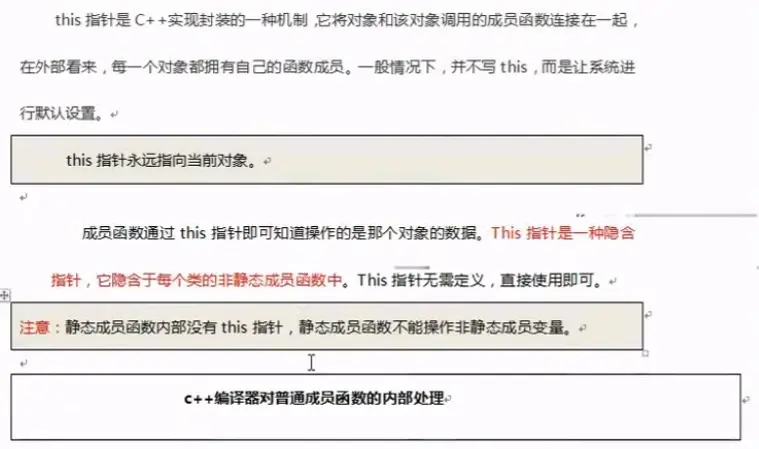 this 指针是 C++实现封装的一种机制,它将对象和该对象调用的成员函数连接在一起,
在外部看来,每一个对象都拥有自己的函数成员。一般情况下,并不写 this,而是让系统进
行默认设置。
this 指针永远指向当前对象。
成员函数通过 this 指针即可知道操作的是那个对象的数据。This 指针是一种隐含
指针,它隐含于每个类的非静态成员函数中。This 指针无需定义,直接使用即可。
注意:静态成员函数内部没有 this 指针,静态成员函数不能操作非静态成员变量。
c++编译器对普通成员函数的内部处理